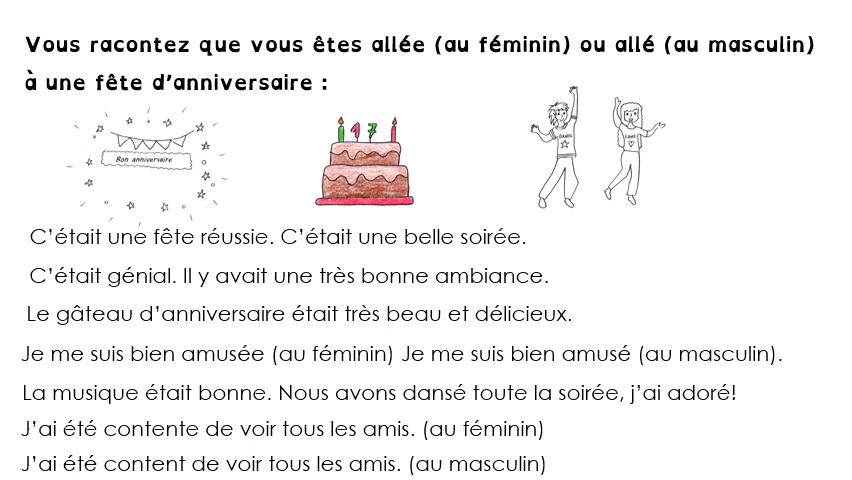 Vous racontez que vous êtes allée (au féminin) ou allé (au masculin)
à une fête d'anniversaire :
Bon anniversaire
17
DANSE
LOVE
C'était une fête réussie. C'était une belle soirée.
C'était génial. Il y avait une très bonne ambiance.
Le gâteau d'anniversaire était très beau et délicieux.
Je me suis bien amusée (au féminin) Je me suis bien amusé (au masculin).
La musique était bonne. Nous avons dansé toute la soirée, j'ai adoré!
J'ai été contente de voir tous les amis. (au féminin)
J'ai été content de voir tous les amis. (au masculin)